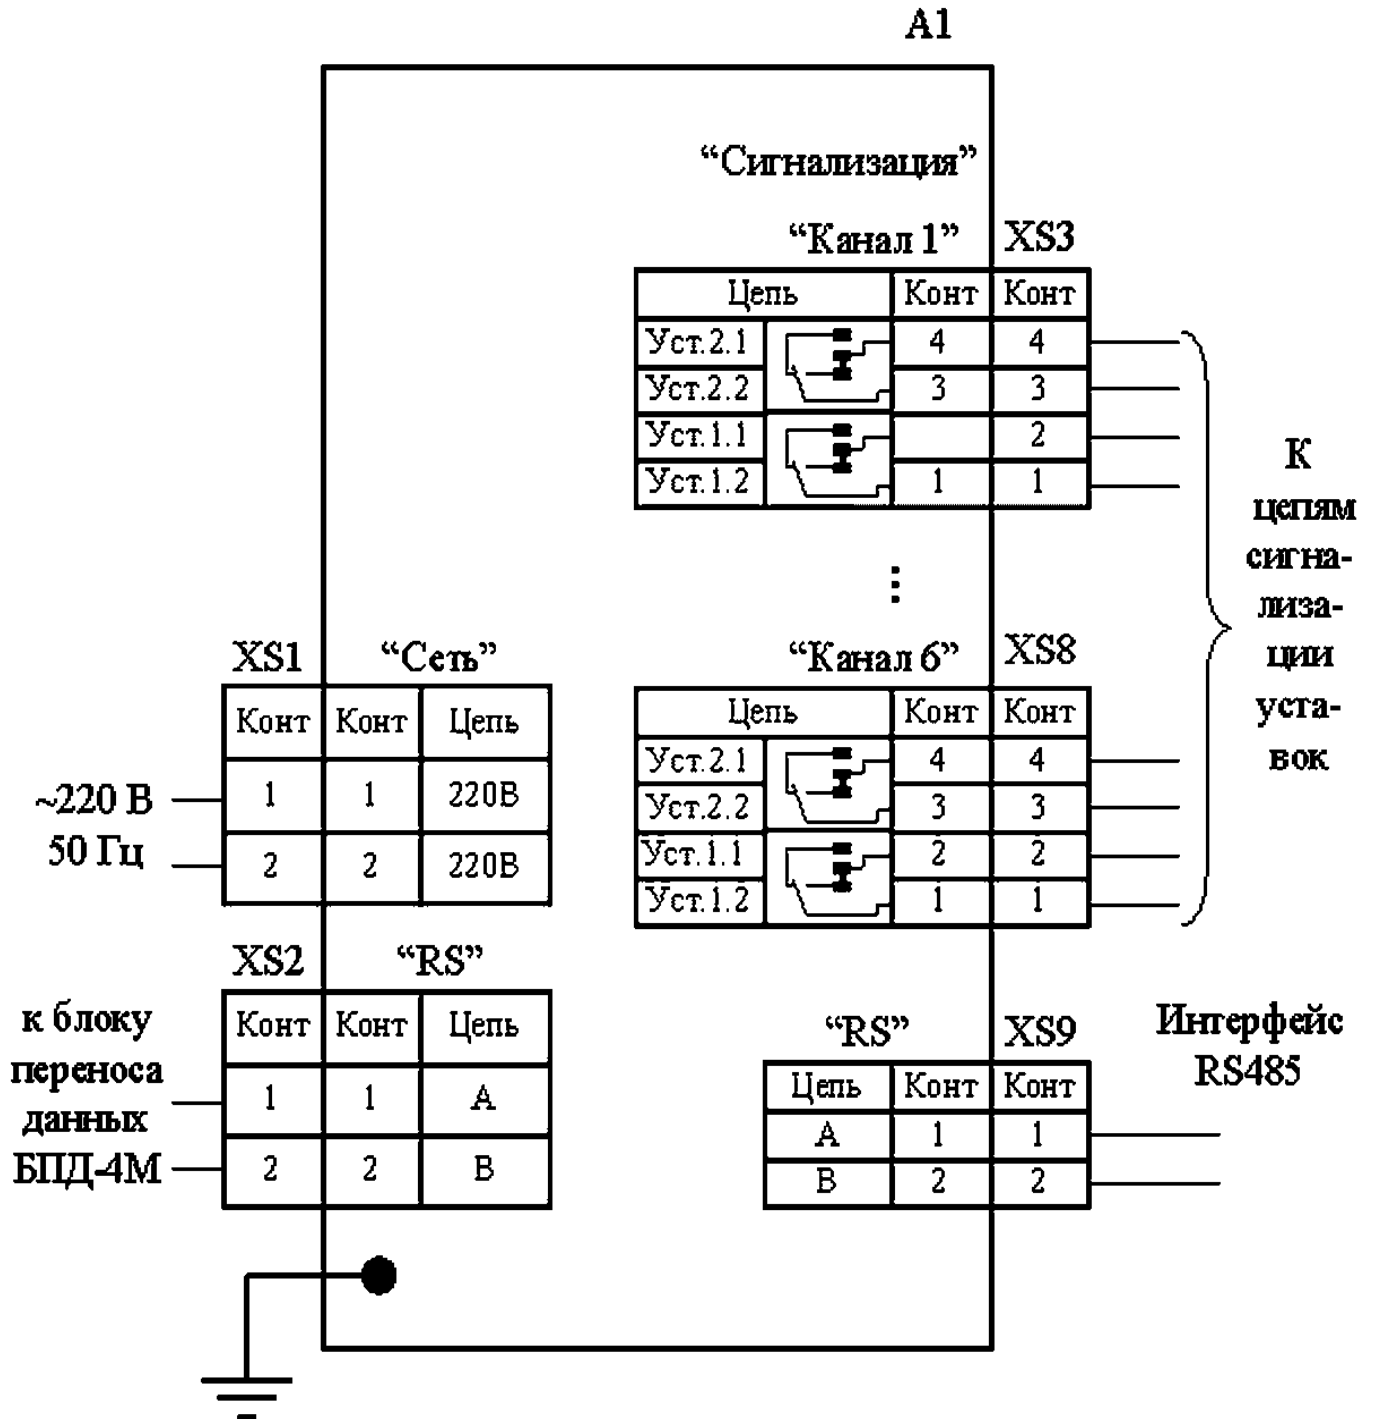 A1
“Сигнализация”
“Канал 1” XS3
Цепь Конт Конт
Уст.2.1 4 4
Уст.2.2 3 3
Уст.1.1 2
Уст.1.2 1 1
К
цепям
сигна-
лиза-
ции
уста-
вок
XS1 “Сеть”
Конт Конт Цепь
~220 В 1 1 220В
50 Гц 2 2 220В
“Канал 6” XS8
Цепь Конт Конт
Уст.2.1 4 4
Уст.2.2 3 3
Уст.1.1 2 2
Уст.1.2 1 1
XS2 “RS”
Конт Конт Цепь
1 1 А
2 2 В
к блоку
переноса
данных
БПД-4М
“RS” XS9
Цепь Конт Конт
А 1 1
В 2 2
Интерфейс
RS485